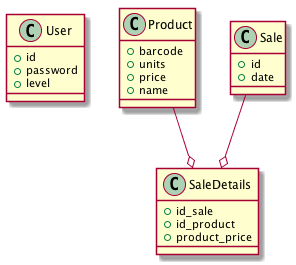 C User
id
password
level
C Product
barcode
units
price
name
C Sale
id
date
C SaleDetails
id_sale
id_product
product_price